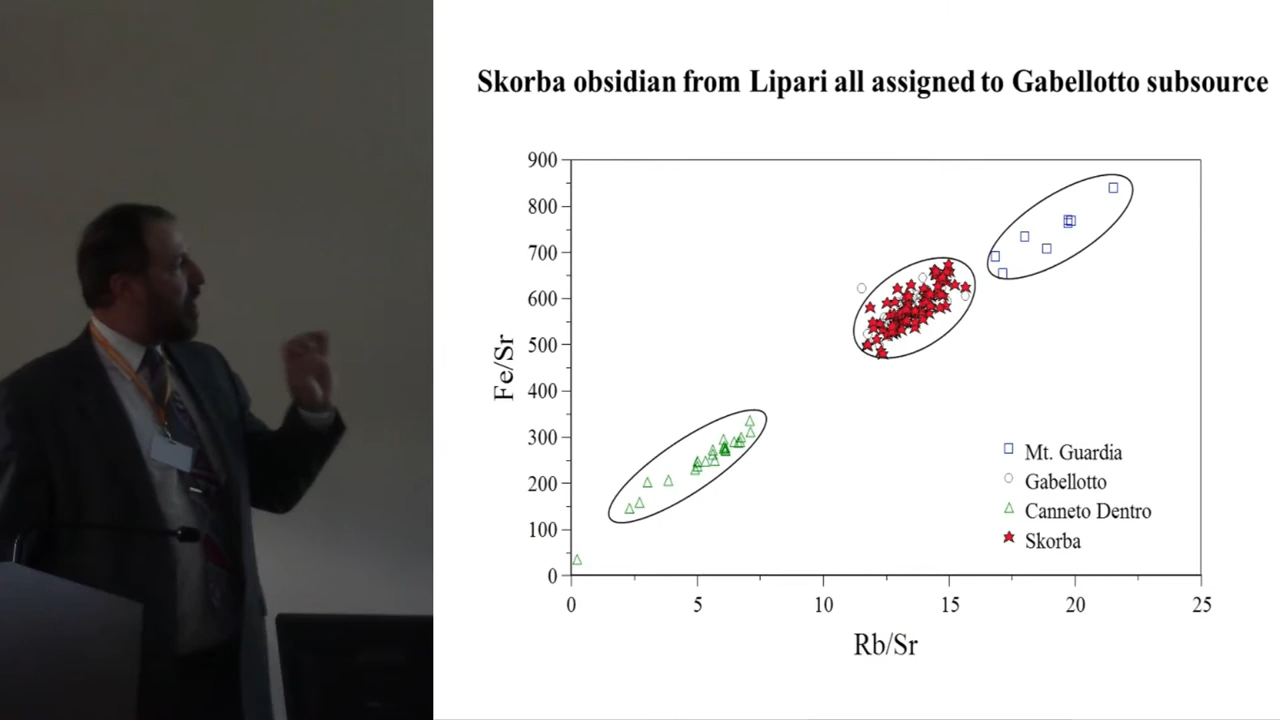 Skorba obsidian from Lipari all assigned to Gabellotto subsource
900
800
700
600
500
400
300
200
100
0
Fe/Sr
0 5 10 15 20 25
Rb/Sr
Mt. Guardia
Gabellotto
Canneto Dentro
Skorba